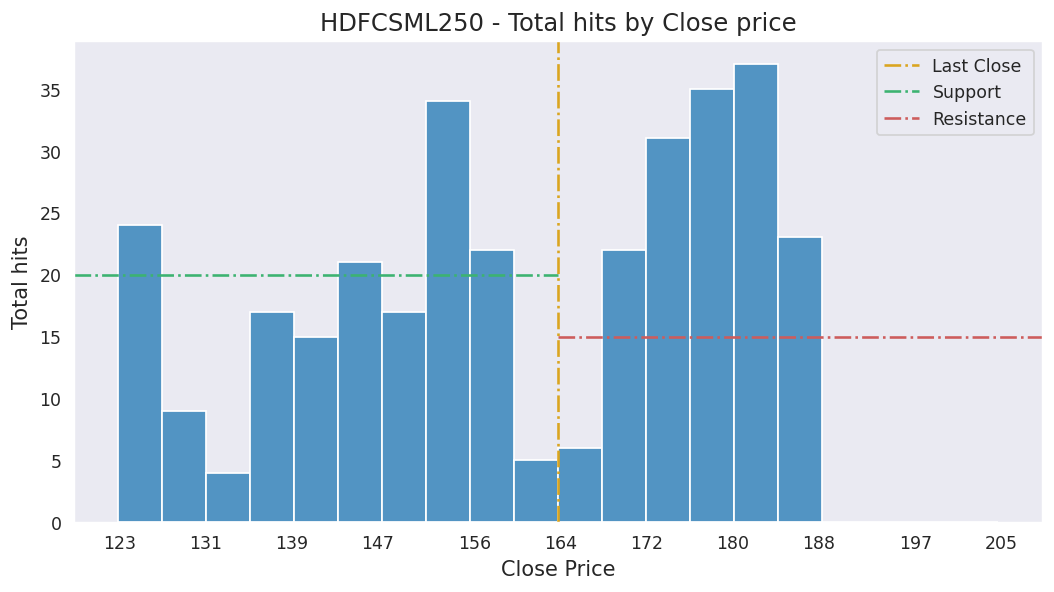 HDFCSML250 - Total hits by Close price
Last Close
Support
Resistance
Total hits
35
30
25
20
15
10
5
0
123 131 139 147 156 164 172 180 188 197 205
Close Price